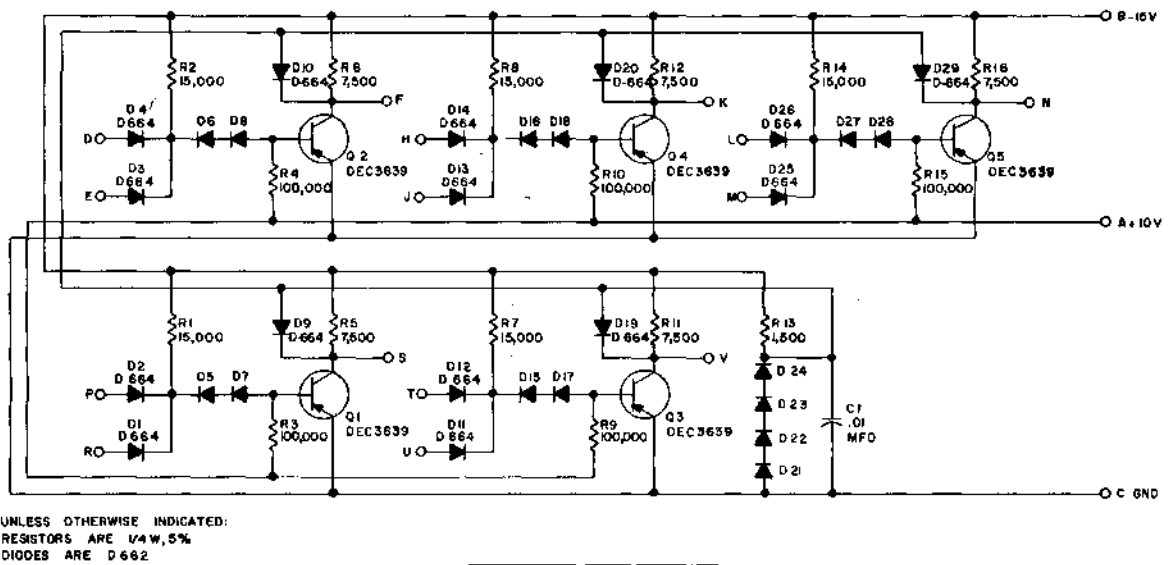 B-15V
R2
15,000
D10
D-664
R6
7,500
F
D4
D664
D
D6
D8
D3
D664
E
R4
100,000
Q2
DEC3639
R8
15,000
D20
D-664
R12
7,500
K
D14
D664
H
D16
D18
D13
D664
J
R10
100,000
Q4
DEC3639
R14
15,000
D29
D-664
R16
7,500
N
D26
D664
L
D27
D28
D25
D664
M
R15
100,000
Q5
DEC3639
A+10V
R1
15,000
D9
D-664
R5
7,500
S
D2
D664
P
D5
D7
D1
D664
R
R3
100,000
Q1
DEC3639
R7
15,000
D19
D664
R11
7,500
V
D12
D664
T
D15
D17
D11
D664
U
R9
100,000
Q3
DEC3639
R13
1,500
D24
D23
D22
D21
C1
.01
MFD
C GND
UNLESS OTHERWISE INDICATED:
RESISTORS ARE 1/4W, 5%
DIODES ARE D662